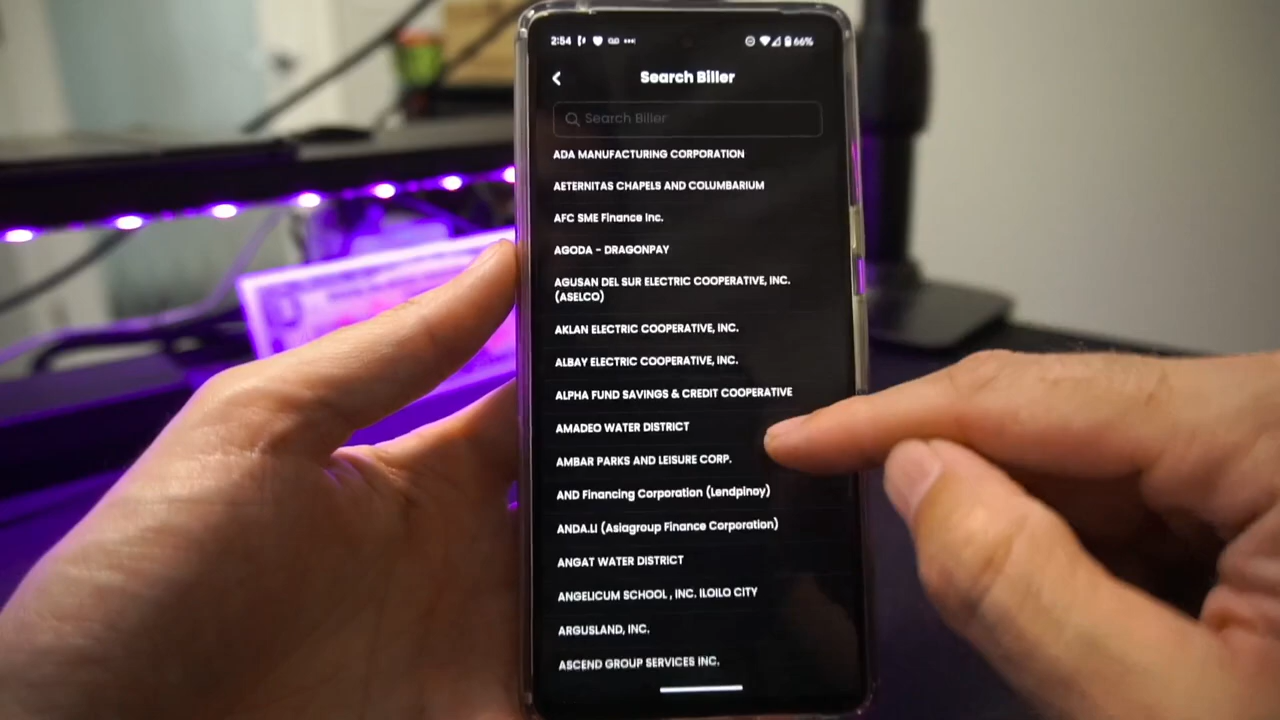 2:54
66%
Search Biller
Search Biller
ADA MANUFACTURING CORPORATION
AETERNITAS CHAPELS AND COLUMBARIUM
AFC SME Finance Inc.
AGODA - DRAGONPAY
AGUSAN DEL SUR ELECTRIC COOPERATIVE, INC.
(ASELCO)
AKLAN ELECTRIC COOPERATIVE, INC.
ALBAY ELECTRIC COOPERATIVE, INC.
ALPHA FUND SAVINGS & CREDIT COOPERATIVE
AMADEO WATER DISTRICT
AMBAR PARKS AND LEISURE CORP.
AND Financing Corporation (Lendpinoy)
ANDA.LI (Asiagroup Finance Corporation)
ANGAT WATER DISTRICT
ANGELICUM SCHOOL , INC. ILOILO CITY
ARGUSLAND, INC.
ASCEND GROUP SERVICES INC.